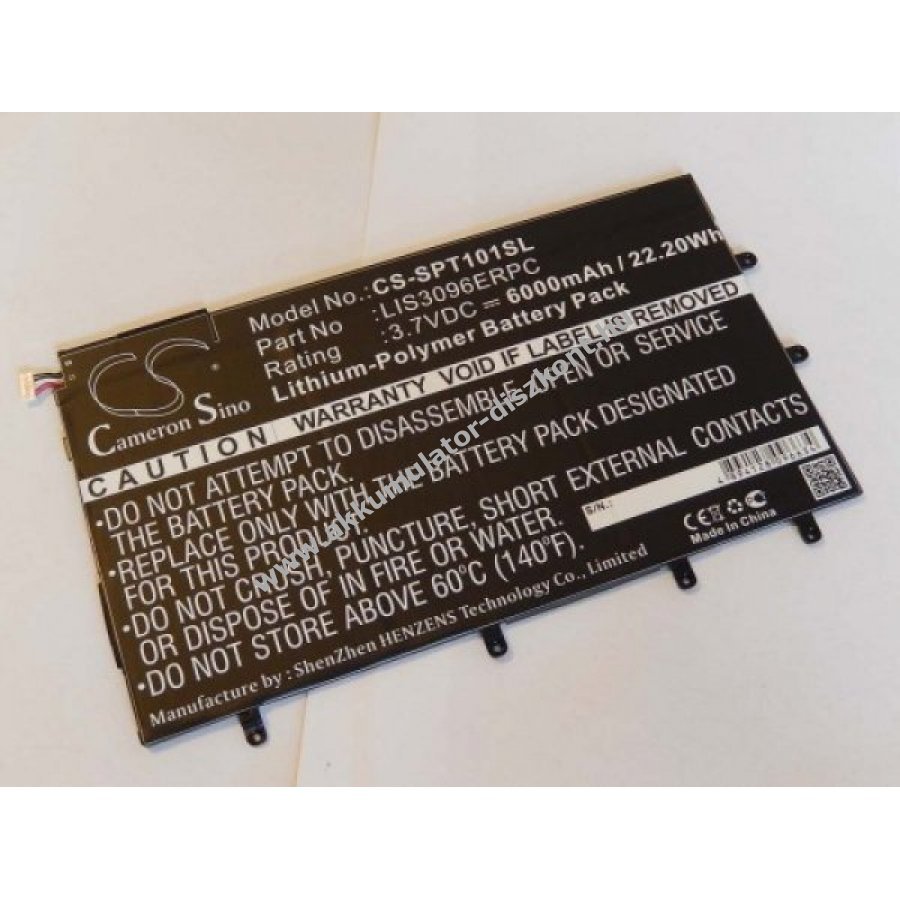 CS
Cameron Sino
Model No.: CS-SPT101SL
Part No : LIS3096ERPC
Rating : 3.7VDC = 6000mAh / 22.20Wh
Lithium-Polymer Battery Pack
WARRANTY VOID IF LABEL IS REMOVED
CAUTION
•DO NOT ATTEMPT TO DISASSEMBLE, OPEN OR SERVICE
THE BATTERY PACK.
•REPLACE ONLY WITH THE BATTERY PACK DESIGNATED
FOR THIS PRODUCT.
•DO NOT CRUSH, PUNCTURE, SHORT EXTERNAL CONTACTS
OR DISPOSE OF IN FIRE OR WATER.
•DO NOT STORE ABOVE 60°C (140°F)
Manufacture by : ShenZhen HENZENS Technology Co., Limited
S/N.:
CE FC
Made In China